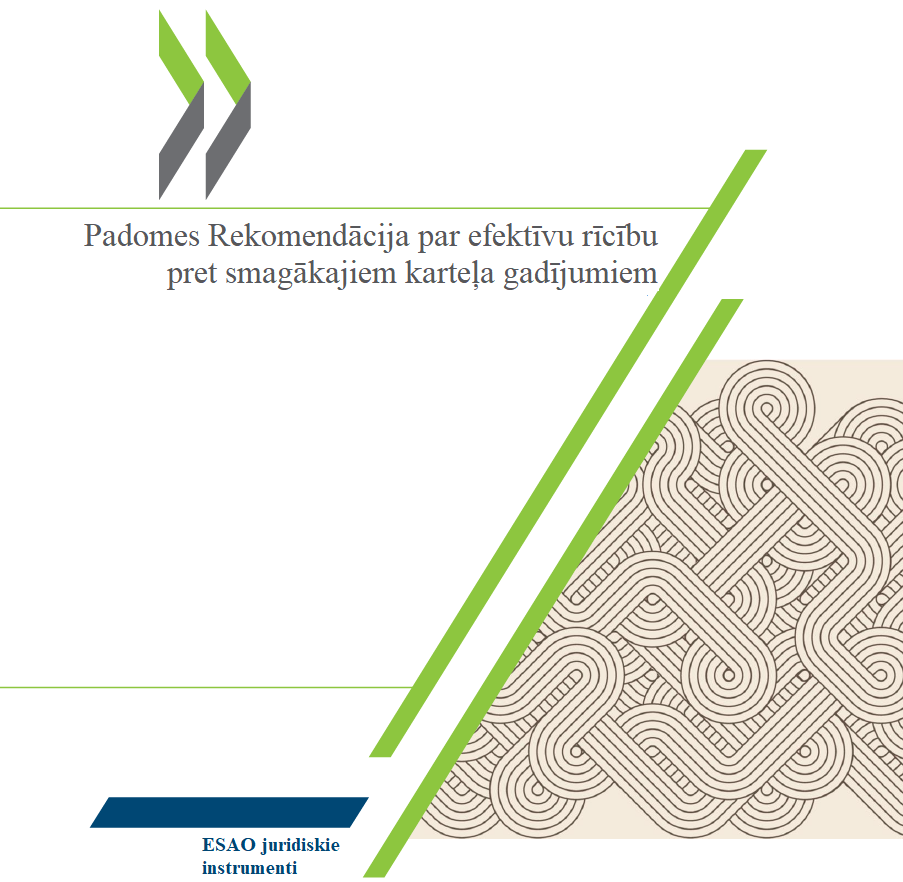 Padomes Rekomendācija par efektīvu rīcību
pret smagākajiem karteļa gadījumiem
ESAO juridiskie
instrumenti